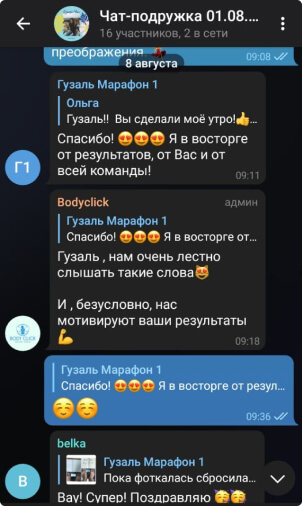 Чат-подружка 01.08....
16 участников, 2 в сети
преображения
09:08
8 августа
Гузаль Марафон 1
Ольга
Гузаль!! Вы сделали моё утро!👍...
Спасибо! 😍😍😍 Я в восторге
от результатов, от Вас и от
всей команды!
09:11
Г1
Bodyclick
админ
Гузаль Марафон 1
Спасибо! 😍😍😍 Я в восторге от...
Гузаль , нам очень лестно
слышать такие слова😻
И , безусловно, нас
мотивируют ваши результаты
💪
09:18
BODY CLICK
Гузаль Марафон 1
Спасибо! 😍😍😍 Я в восторге от резул...
☺️☺️
09:36
belka
Гузаль Марафон 1
Пока фоткалась сбросила...
Вау! Супер! Поздравляю 🥳🥳
B